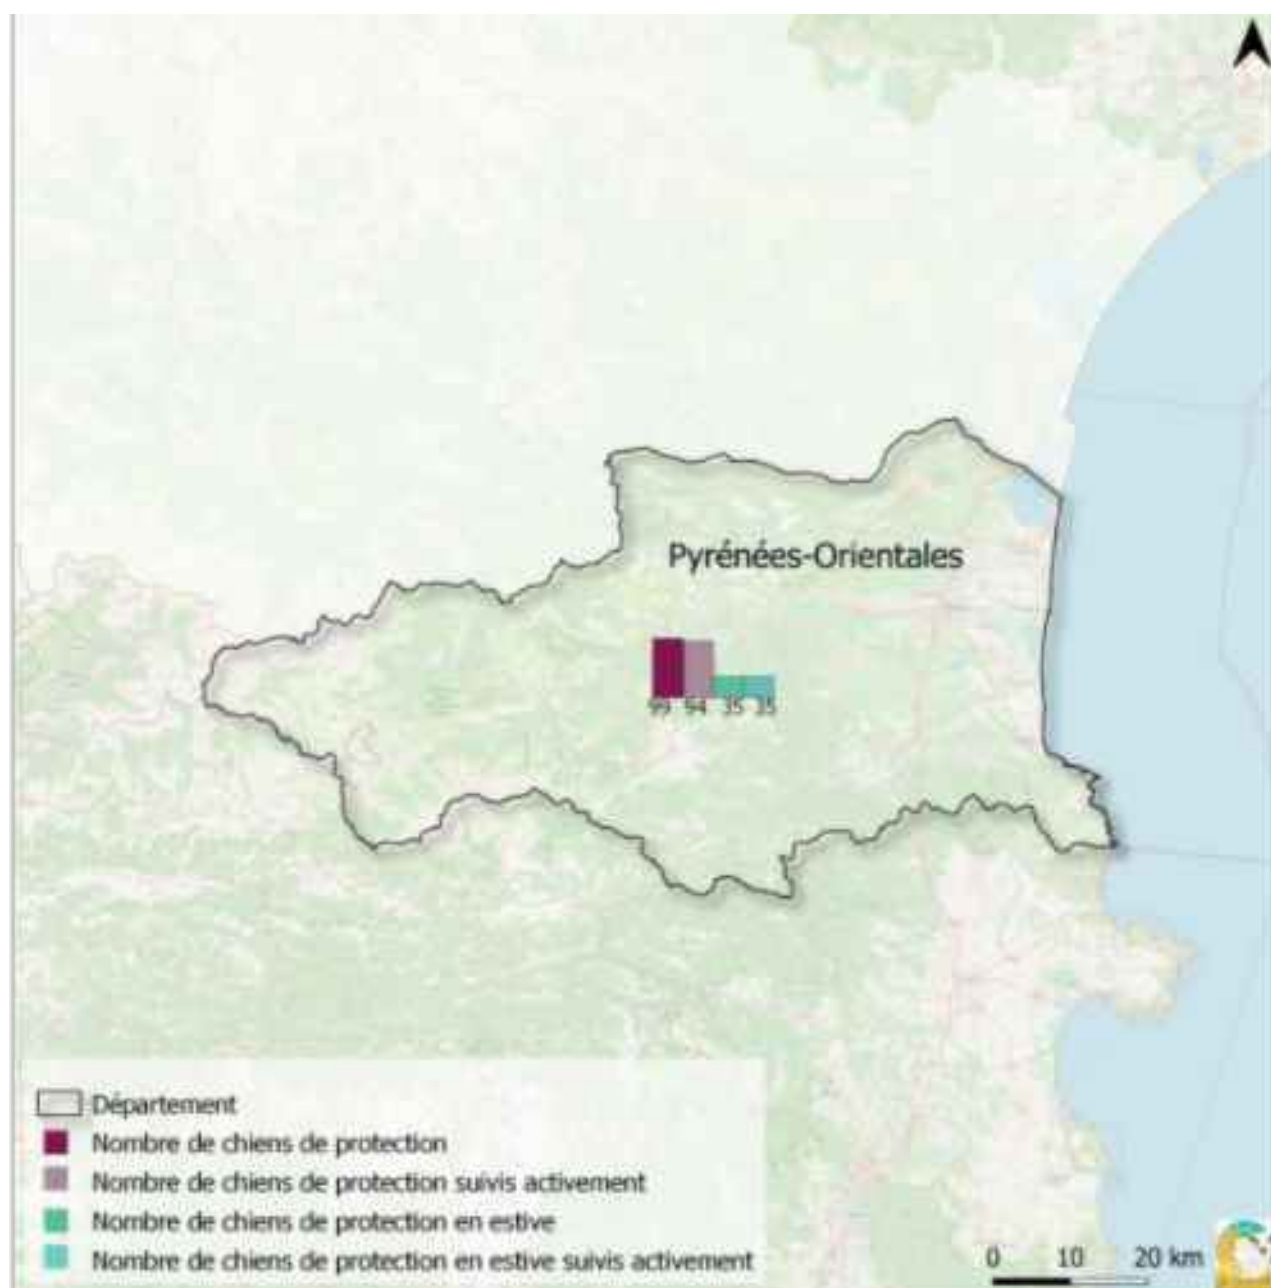 Pyrénées-Orientales
99 94 35 35
Département
Nombre de chiens de protection
Nombre de chiens de protection suivis activement
Nombre de chiens de protection en estive
Nombre de chiens de protection en estive suivis activement
0 10 20 km